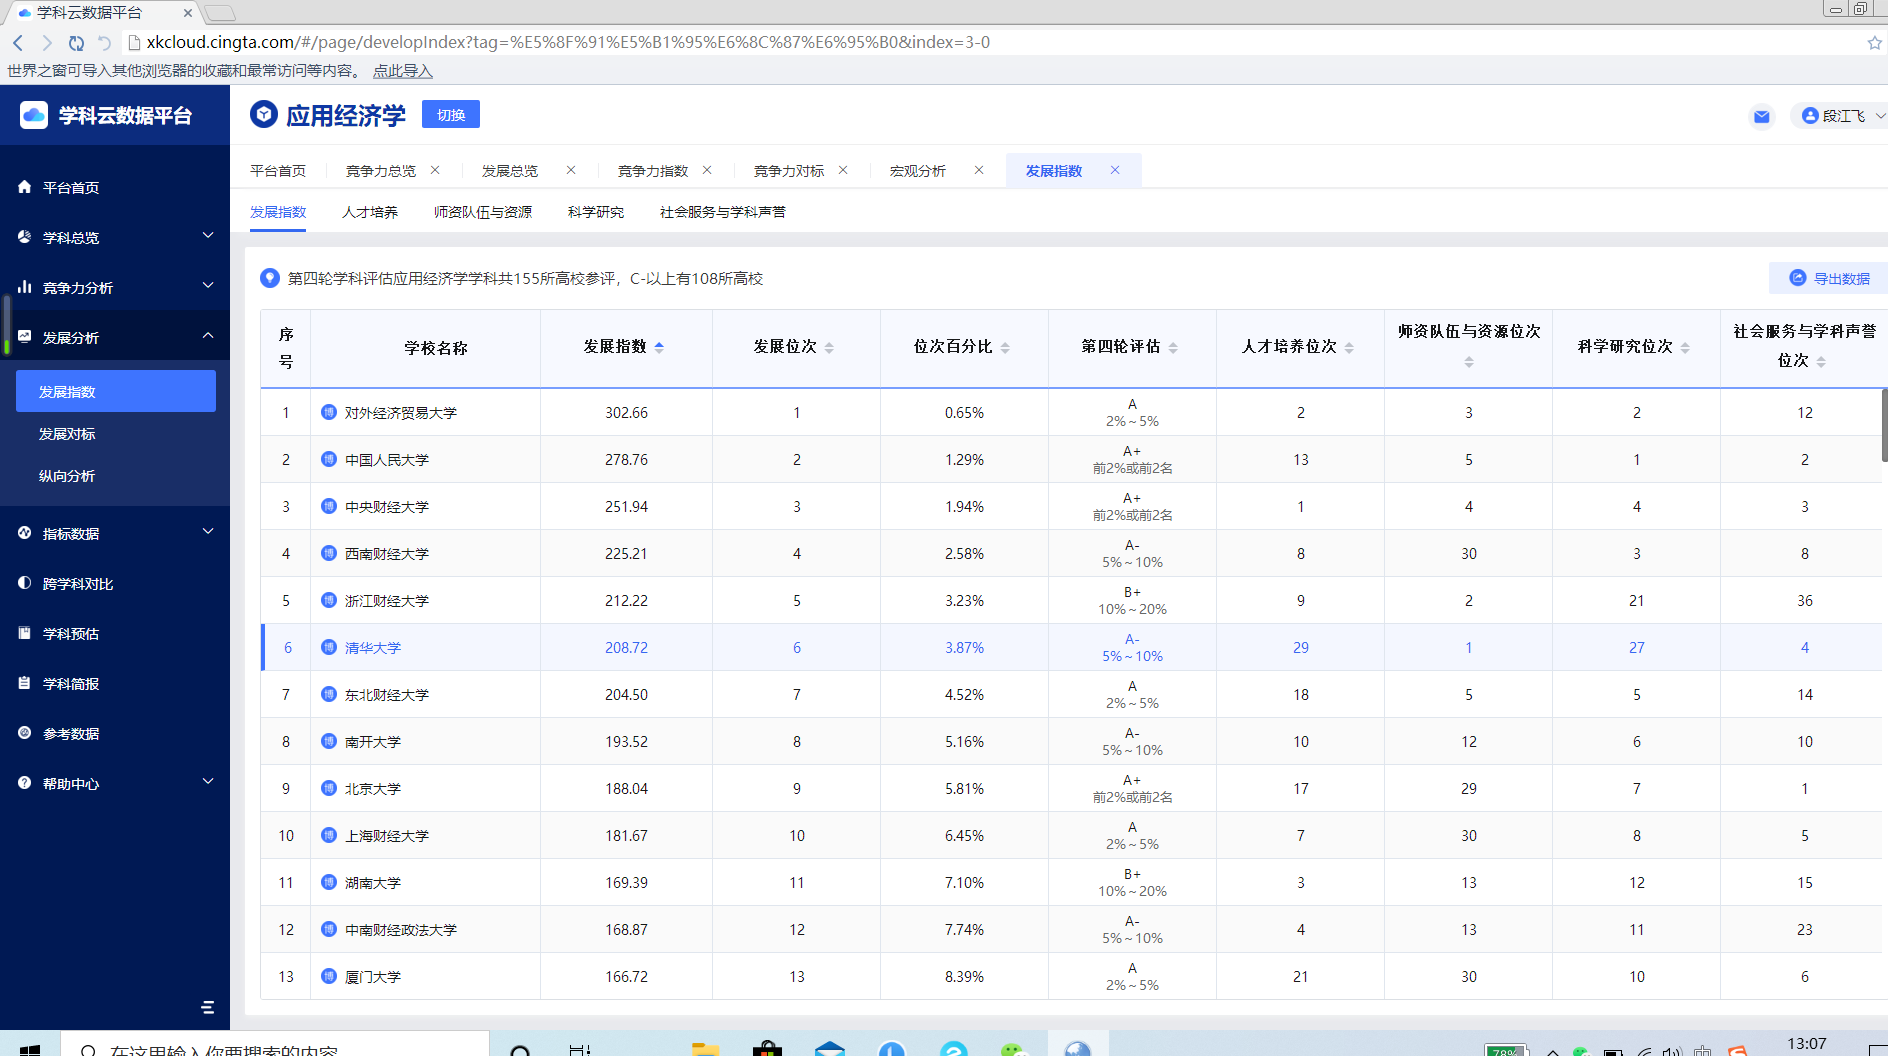 学科云数据平台
xkcloud.cingta.com/#/page/developIndex?tag=%E5%8F%91%E5%B1%95%E6%8C%87%E6%95%B0&index=3-0
世界之窗可导入其他浏览器的收藏和最常访问等内容。 点此导入
学科云数据平台
应用经济学 切换
段江飞
平台首页 竞争力总览 发展总览 竞争力指数 竞争力对标 宏观分析 发展指数
发展指数 人才培养 师资队伍与资源 科学研究 社会服务与学科声誉
平台首页
学科总览
竞争力分析
发展分析
发展指数
发展对标
纵向分析
指标数据
跨学科对比
学科预估
学科简报
参考数据
帮助中心
第四轮学科评估应用经济学学科共155所高校参评，C-以上有108所高校
导出数据
序号 学校名称 发展指数 发展位次 位次百分比 第四轮评估 人才培养位次 师资队伍与资源位次 科学研究位次 社会服务与学科声誉位次
1 博 对外经济贸易大学 302.66 1 0.65% A 2%~5% 2 3 2 12
2 博 中国人民大学 278.76 2 1.29% A+ 前2%或前2名 13 5 1 2
3 博 中央财经大学 251.94 3 1.94% A+ 前2%或前2名 1 4 4 3
4 博 西南财经大学 225.21 4 2.58% A- 5%~10% 8 30 3 8
5 博 浙江财经大学 212.22 5 3.23% B+ 10%~20% 9 2 21 36
6 博 清华大学 208.72 6 3.87% A- 5%~10% 29 1 27 4
7 博 东北财经大学 204.50 7 4.52% A 2%~5% 18 5 5 14
8 博 南开大学 193.52 8 5.16% A- 5%~10% 10 12 6 10
9 博 北京大学 188.04 9 5.81% A+ 前2%或前2名 17 29 7 1
10 博 上海财经大学 181.67 10 6.45% A 2%~5% 7 30 8 5
11 博 湖南大学 169.39 11 7.10% B+ 10%~20% 3 13 12 15
12 博 中南财经政法大学 168.87 12 7.74% A- 5%~10% 4 13 11 23
13 博 厦门大学 166.72 13 8.39% A 2%~5% 21 30 10 6
在这里输入你要搜索的内容
78%
中
13:07